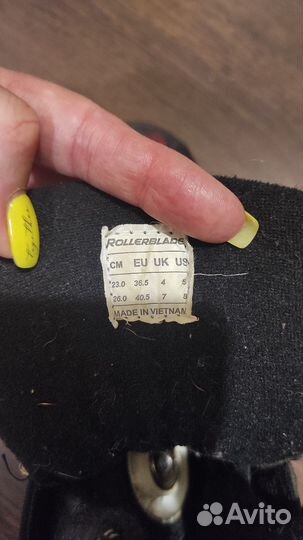 ROLLERBLADE
CM EU UK US
23.0 36.5 4 5
26.0 40.5 7 8
MADE IN VIETNAM
Avito